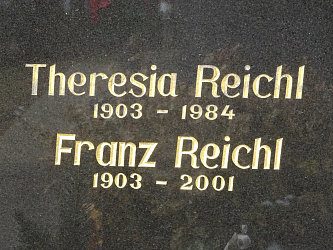 Theresia Reichl
1903 - 1984
Franz Reichl
1903 - 2001